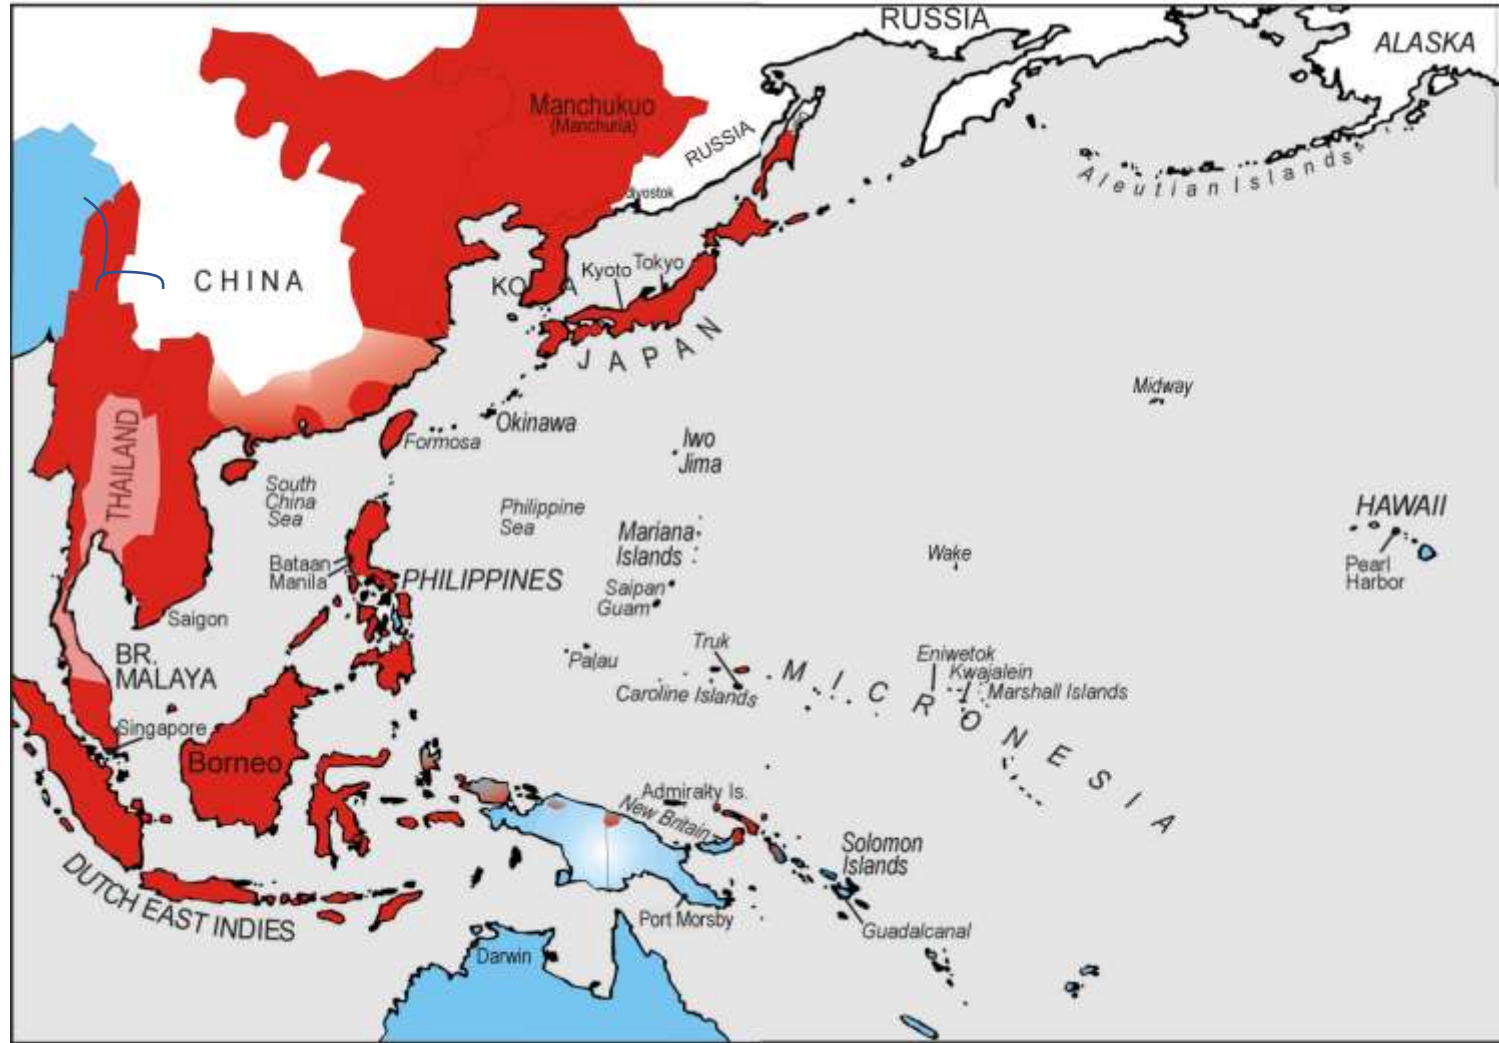 RUSSIA
ALASKA
Manchukuo
(Manchuria)
RUSSIA
Aleutian Islands
CHINA
Kyoto
Tokyo
JAPAN
Midway
Okinawa
Formosa
Iwo
Jima
THAILAND
South
China
Sea
Philippine
Sea
HAWAII
Mariana
Islands
Wake
Bataan
Manila
PHILIPPINES
Pearl
Harbor
Saipan
Guam
Saigon
Truk
BR.
MALAYA
Palau
Eniwetok
Kwajalein
Marshall Islands
Caroline Islands
MICRONESIA
Singapore
Borneo
Admiralty Is.
New Britain
Solomon
Islands
DUTCH EAST INDIES
Port Morsby
Guadalcanal
Darwin